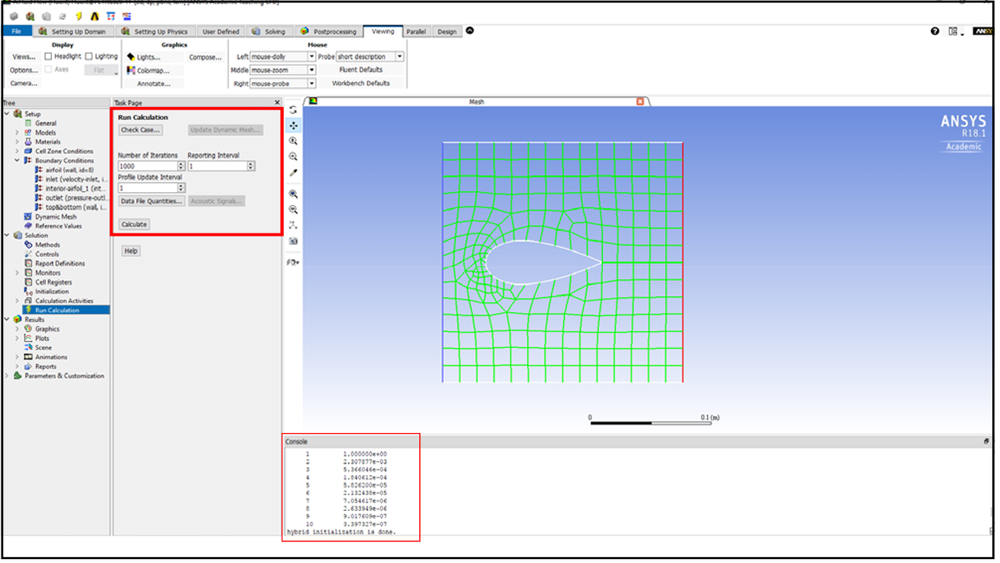 File Setting Up Domain Setting Up Physics User Defined Solving Postprocessing Viewing Parallel Design
ANSYS
Display Graphics Mouse
Views... Headlight Lighting Lights... Compose... Left mouse-dolly Probe short description
Options... Axes Flat Colormap... Middle mouse-zoom Fluent Defaults
Camera... Annotate... Right mouse-probe Workbench Defaults
Tree
Setup
General
Models
Materials
Cell Zone Conditions
Boundary Conditions
airfoil (wall, id=8)
inlet (velocity-inlet, i...
interior-airfoil_1 (int...
outlet (pressure-outl...
top&bottom (wall, i...
Dynamic Mesh
Reference Values
Solution
Methods
Controls
Report Definitions
Monitors
Cell Registers
Initialization
Calculation Activities
Run Calculation
Results
Graphics
Plots
Scene
Animations
Reports
Parameters & Customization
Task Page
Run Calculation
Check Case... Update Dynamic Mesh...
Number of Iterations Reporting Interval
1000 1
Profile Update Interval
1
Data File Quantities... Acoustic Signals...
Calculate
Help
Mesh
ANSYS
R18.1
Academic
0 0.1 (m)
Console
1 1.000000e+00
2 2.307877e-03
3 5.366046e-04
4 1.840612e-04
5 5.826200e-05
6 2.132438e-05
7 7.054617e-06
8 2.633949e-06
9 9.017609e-07
10 3.397327e-07
hybrid initialization is done.